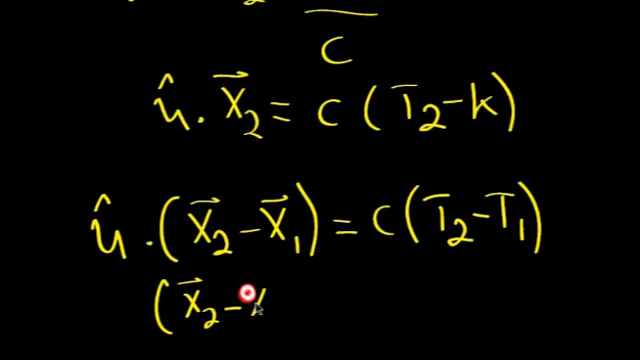 C
û · X⃗₂ = C (T₂ - k)
û · (X⃗₂ - X⃗₁) = C (T₂ - T₁)
(X⃗₂ -